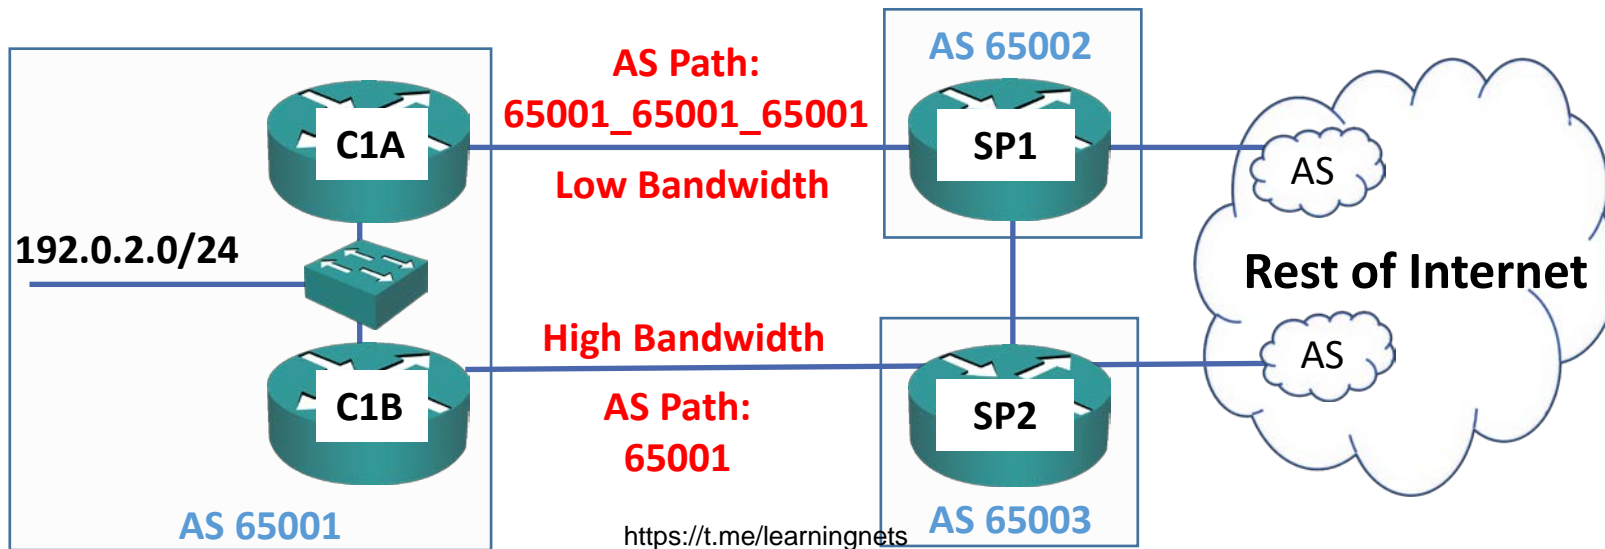 AS 65002
AS Path:
65001_65001_65001
C1A
SP1
AS
Low Bandwidth
192.0.2.0/24
Rest of Internet
High Bandwidth
AS
C1B
AS Path:
SP2
65001
AS 65001
AS 65003
https://t.me/learningnets